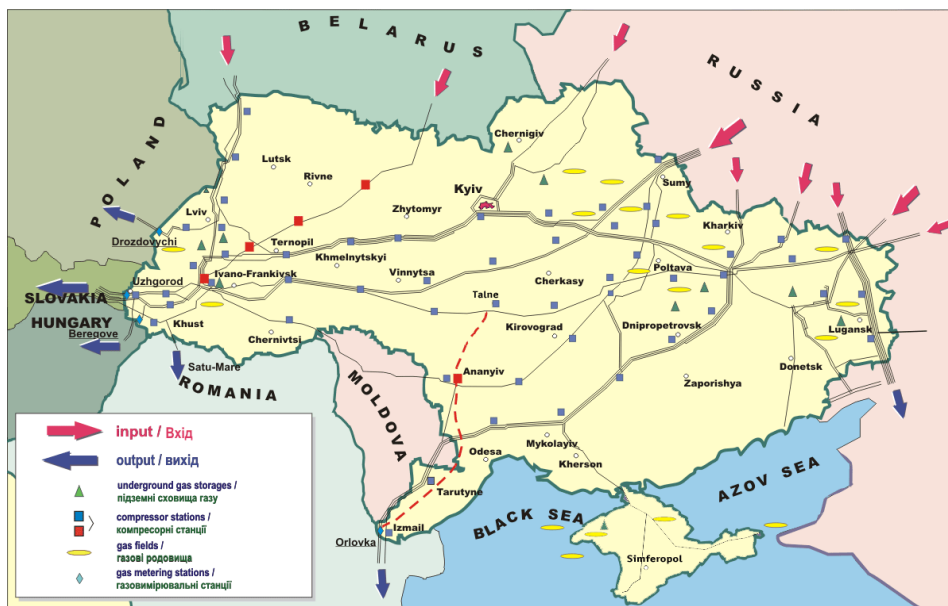 BELARUS
RUSSIA
POLAND
Chernigiv
Lutsk
Rivne
Kyiv
Sumy
Lviv
Zhytomyr
Kharkiv
Drozdovychi
Ternopil
Khmelnytskyi
Poltava
Uzhgorod
Ivano-Frankivsk
Vinnytsa
Cherkasy
SLOVAKIA
Talne
HUNGARY
Khust
Kirovograd
Dnipropetrovsk
Lugansk
Beregove
Chernivtsi
Satu-Mare
Ananyiv
Donetsk
ROMANIA
Zaporishya
MOLDOVA
input / Вхід
Mykolayiv
Odesa
output / вихід
Kherson
AZOV SEA
underground gas storages /
підземні сховища газу
Tarutyne
BLACK SEA
compressor stations /
компресорні станції
Izmail
Orlovka
gas fields /
газові родовища
Simferopol
gas metering stations /
газовимірювальні станції